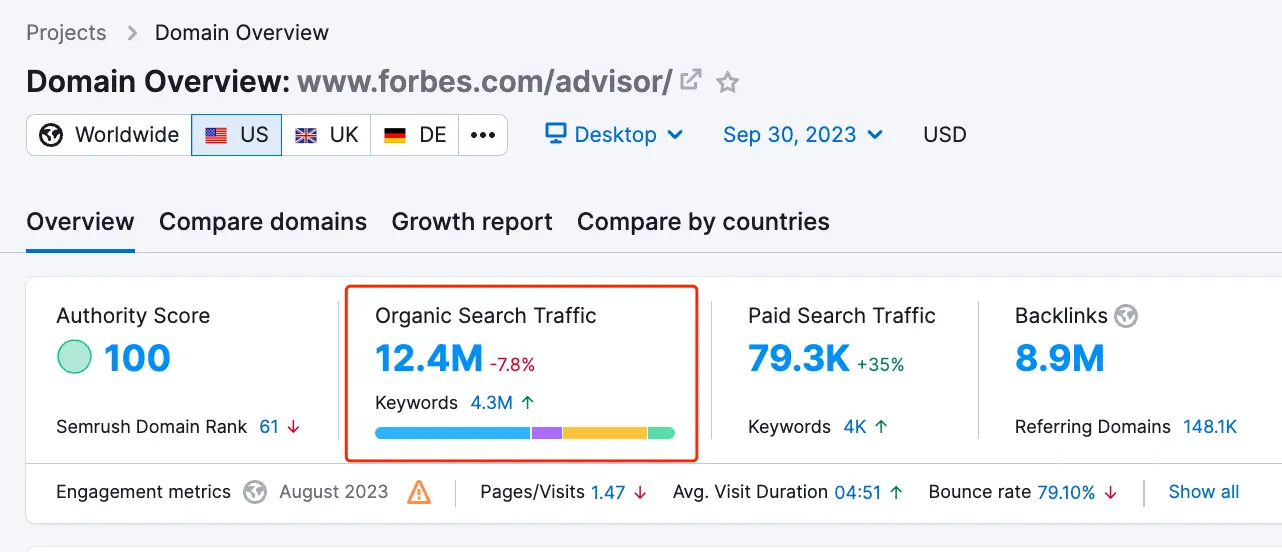 Projects > Domain Overview
Domain Overview: www.forbes.com/advisor/
Worldwide US UK DE •••
Desktop Sep 30, 2023 USD
Overview Compare domains Growth report Compare by countries
Authority Score
100
Semrush Domain Rank 61 ↓
Organic Search Traffic
12.4M -7.8%
Keywords 4.3M ↑
Paid Search Traffic
79.3K +35%
Keywords 4K ↑
Backlinks
8.9M
Referring Domains 148.1K
Engagement metrics August 2023 Pages/Visits 1.47 ↓ Avg. Visit Duration 04:51 ↑ Bounce rate 79.10% ↓ Show all